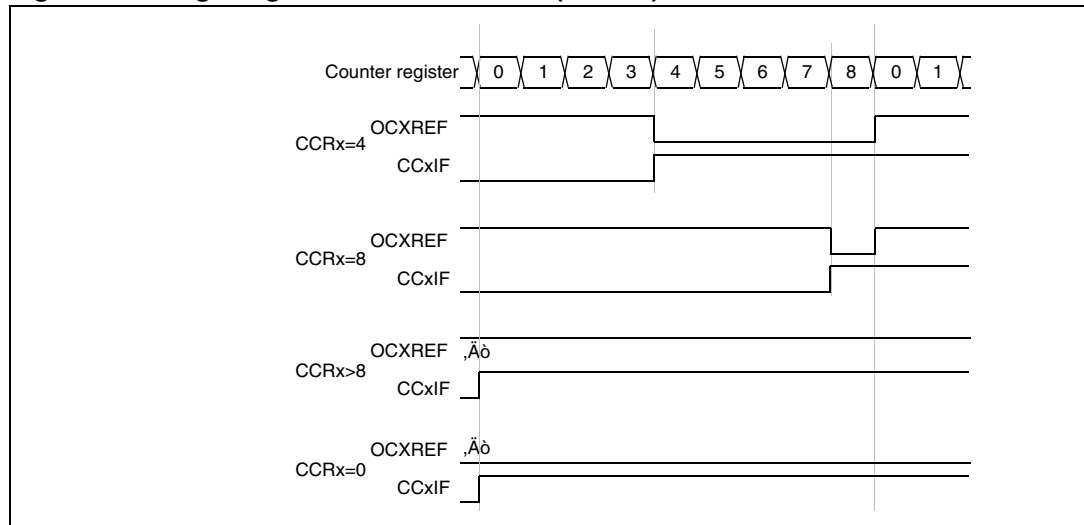 Counter register 0 1 2 3 4 5 6 7 8 0 1
OCXREF
CCRx=4
CCxIF
OCXREF
CCRx=8
CCxIF
OCXREF ‚Äò
CCRx>8
CCxIF
OCXREF ‚Äò
CCRx=0
CCxIF